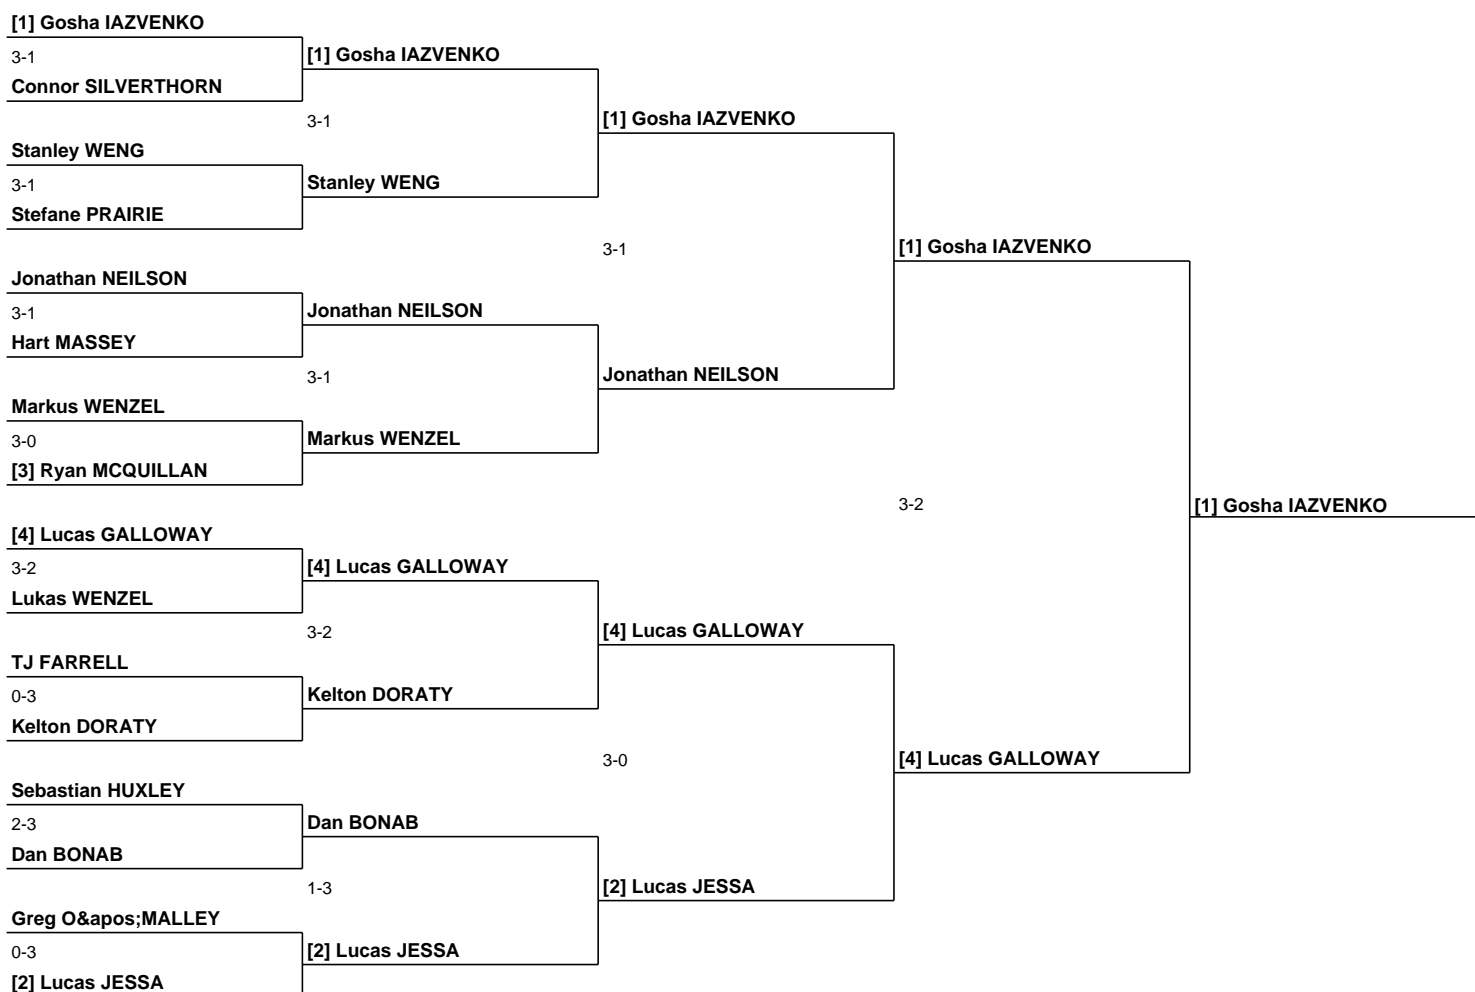 [1] Gosha IAZVENKO
3-1
Connor SILVERTHORN
Stanley WENG
3-1
Stefane PRAIRIE
Jonathan NEILSON
3-1
Hart MASSEY
Markus WENZEL
3-0
[3] Ryan MCQUILLAN
[4] Lucas GALLOWAY
3-2
Lukas WENZEL
TJ FARRELL
0-3
Kelton DORATY
Sebastian HUXLEY
2-3
Dan BONAB
Greg O&apos;MALLEY
0-3
[2] Lucas JESSA
[1] Gosha IAZVENKO
3-1
Stanley WENG
Jonathan NEILSON
3-1
Markus WENZEL
[4] Lucas GALLOWAY
3-2
Kelton DORATY
Dan BONAB
1-3
[2] Lucas JESSA
[1] Gosha IAZVENKO
3-1
Jonathan NEILSON
[4] Lucas GALLOWAY
3-0
[2] Lucas JESSA
[1] Gosha IAZVENKO
3-2
[4] Lucas GALLOWAY
[1] Gosha IAZVENKO